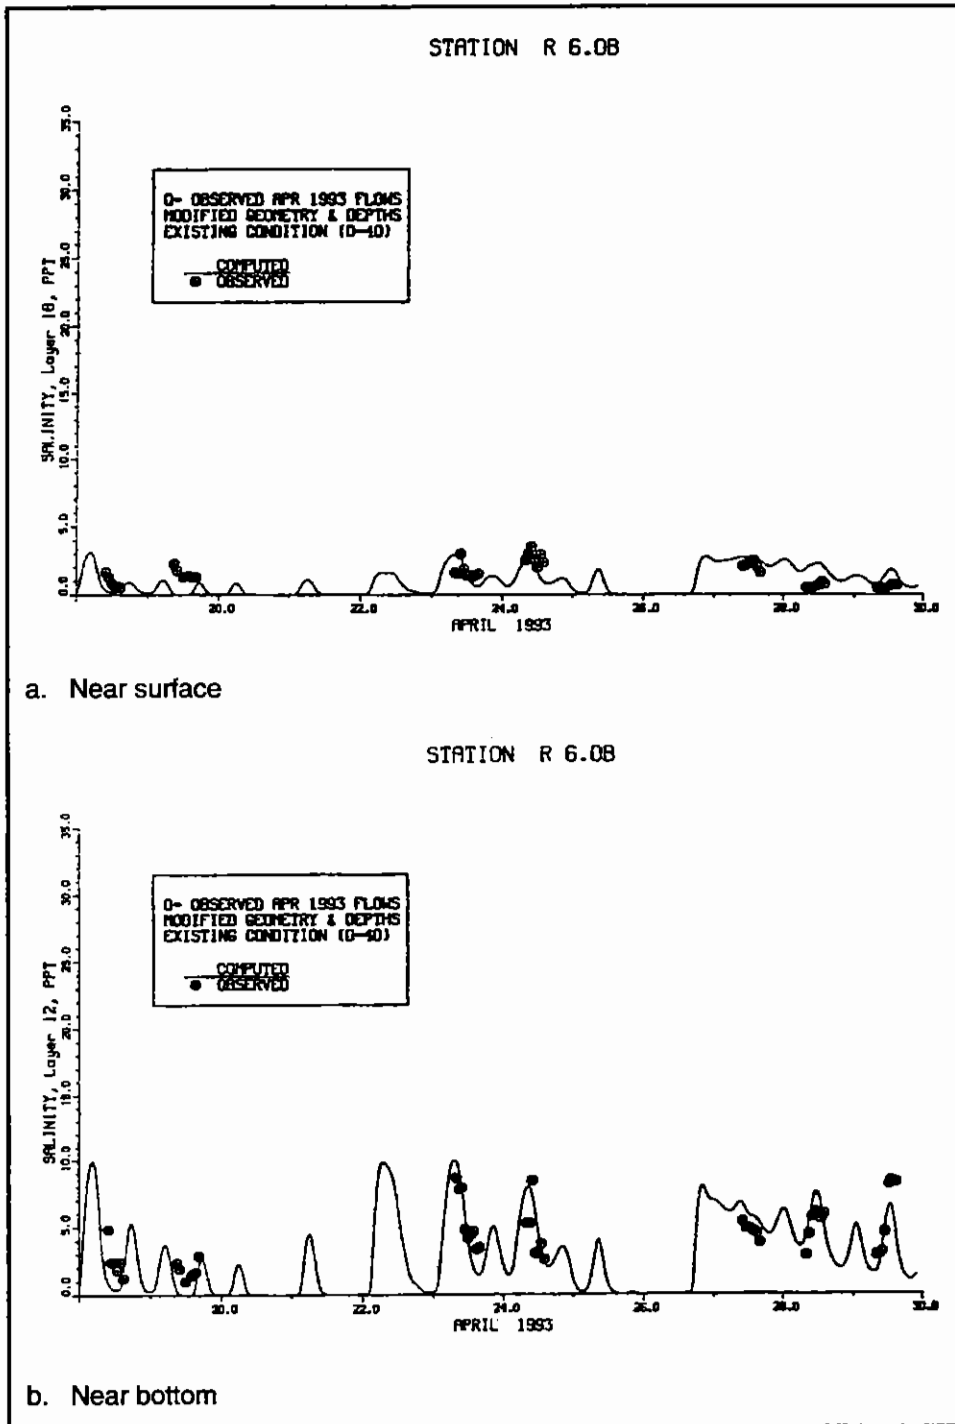 STATION R 6.0B
SALINITY, Layer 18, PPT
35.0
30.0
25.0
20.0
15.0
10.0
5.0
0.0
Q- OBSERVED APR 1993 FLOWS
MODIFIED GEOMETRY & DEPTHS
EXISTING CONDITION (0-40)
COMPUTED
OBSERVED
20.0 22.0 24.0 26.0 28.0 30.0
APRIL 1993
a. Near surface
STATION R 6.0B
SALINITY, Layer 12, PPT
35.0
30.0
25.0
20.0
15.0
10.0
5.0
0.0
Q- OBSERVED APR 1993 FLOWS
MODIFIED GEOMETRY & DEPTHS
EXISTING CONDITION (0-40)
COMPUTED
OBSERVED
20.0 22.0 24.0 26.0 28.0 30.0
APRIL 1993
b. Near bottom